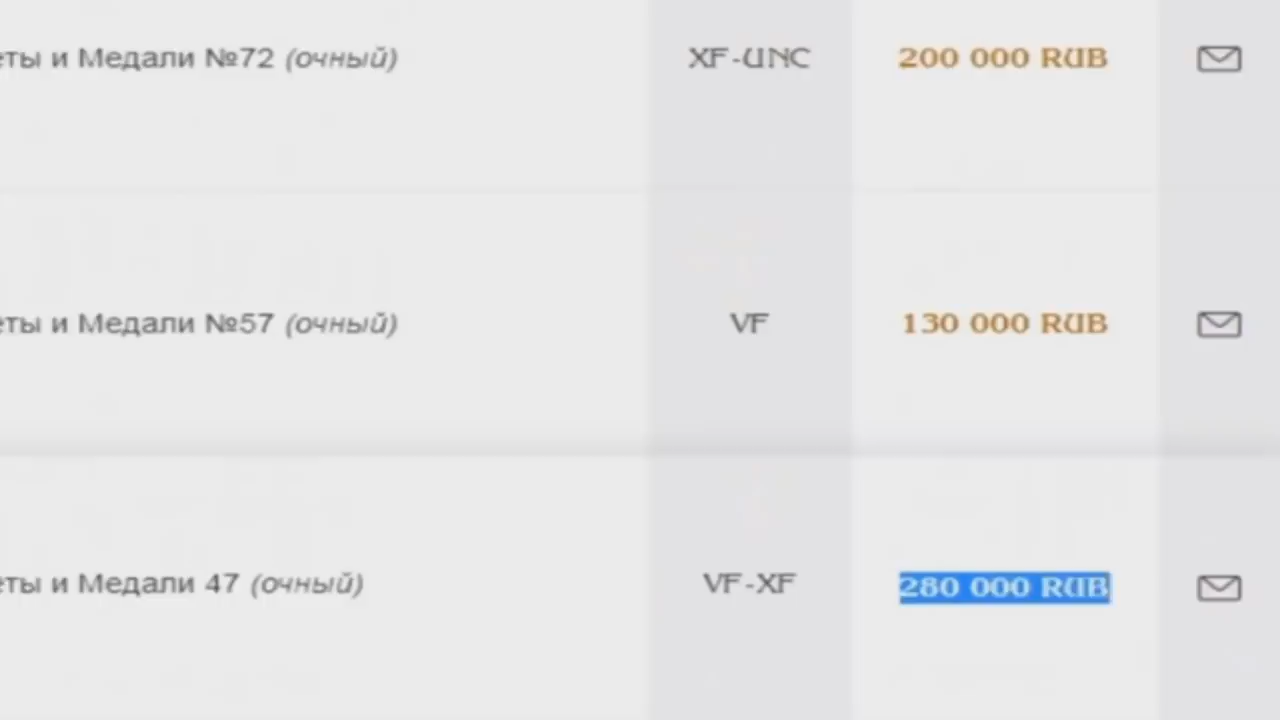 еты и Медали №72 (очный) XF-UNC 200 000 RUB
еты и Медали №57 (очный) VF 130 000 RUB
еты и Медали 47 (очный) VF-XF 280 000 RUB